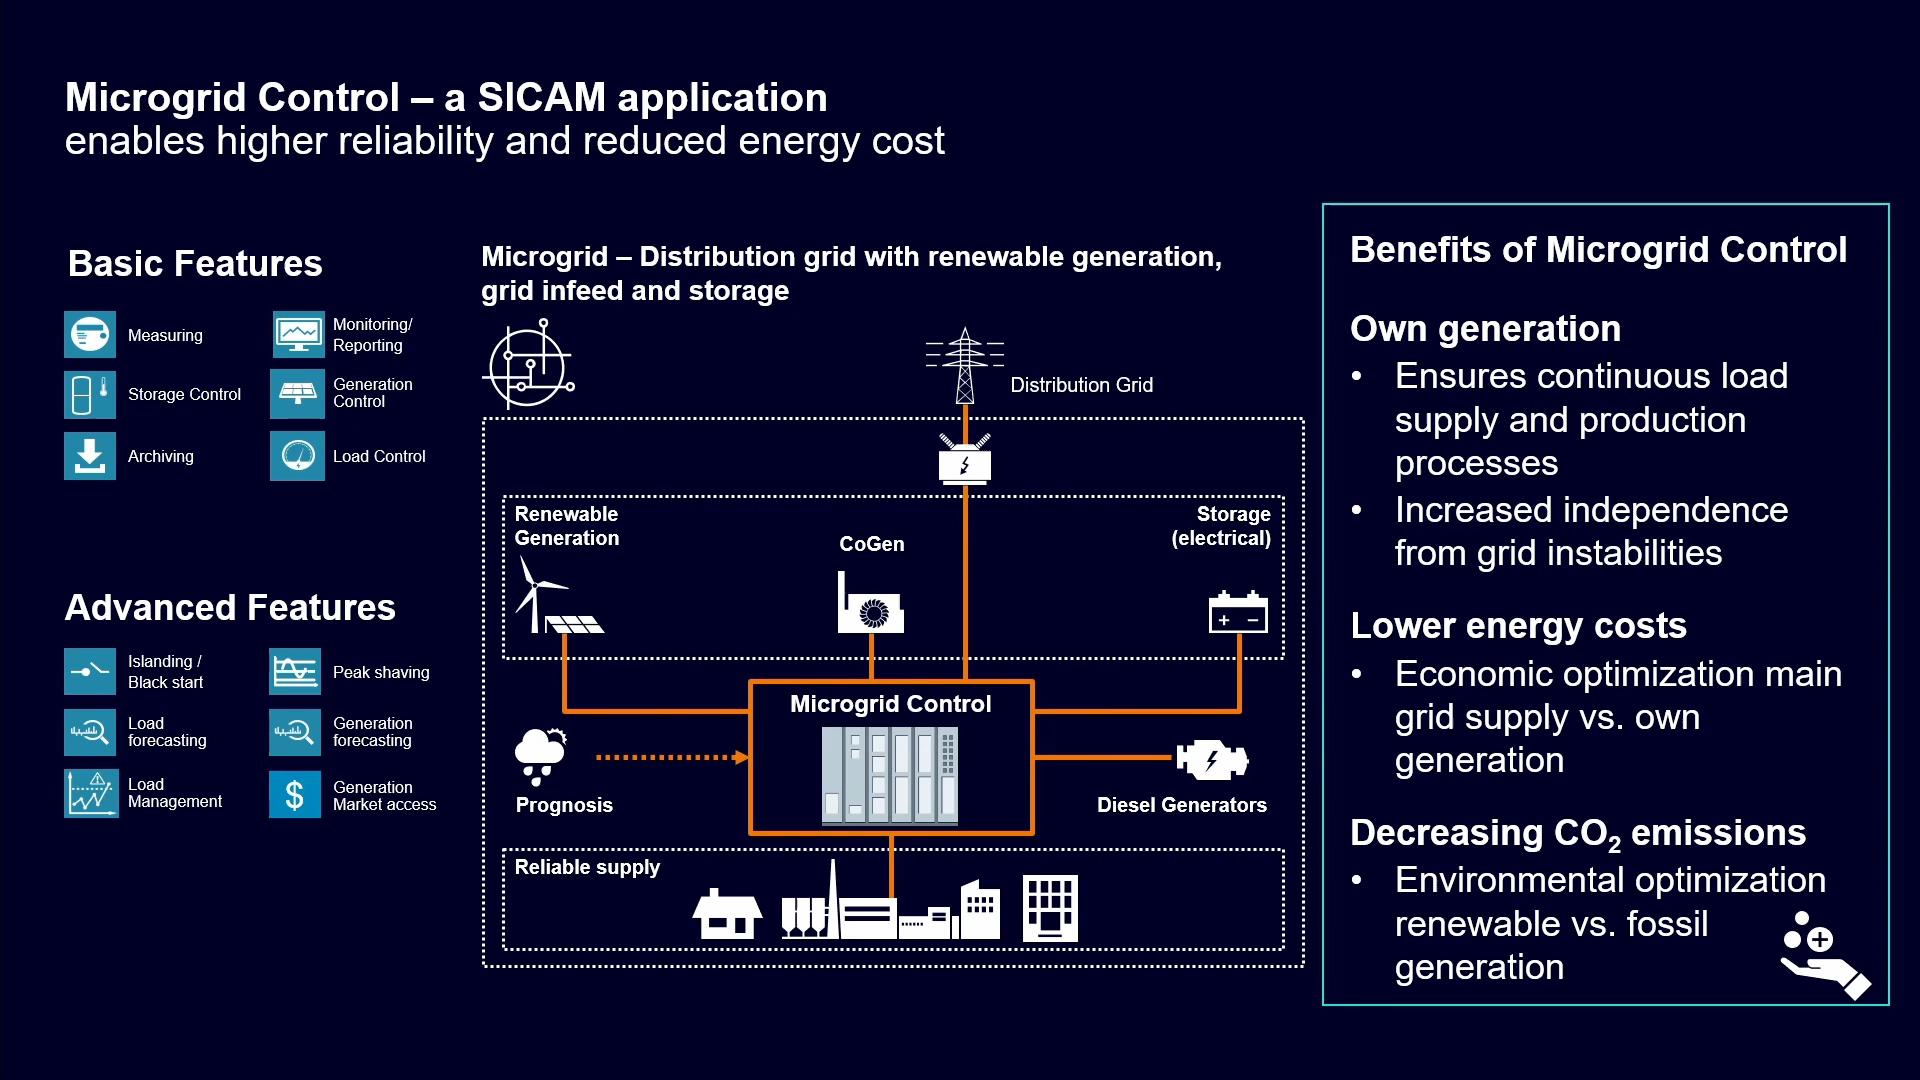 Microgrid Control – a SICAM application
enables higher reliability and reduced energy cost
Basic Features
Measuring
Monitoring/
Reporting
Storage Control
Generation
Control
Archiving
Load Control
Advanced Features
Islanding /
Black start
Peak shaving
Load
forecasting
Generation
forecasting
Load
Management
$
Generation
Market access
Microgrid – Distribution grid with renewable generation,
grid infeed and storage
Distribution Grid
Renewable
Generation
CoGen
Storage
(electrical)
Microgrid Control
Prognosis
Diesel Generators
Reliable supply
Benefits of Microgrid Control
Own generation
• Ensures continuous load
supply and production
processes
• Increased independence
from grid instabilities
Lower energy costs
• Economic optimization main
grid supply vs. own
generation
Decreasing CO₂ emissions
• Environmental optimization
renewable vs. fossil
generation